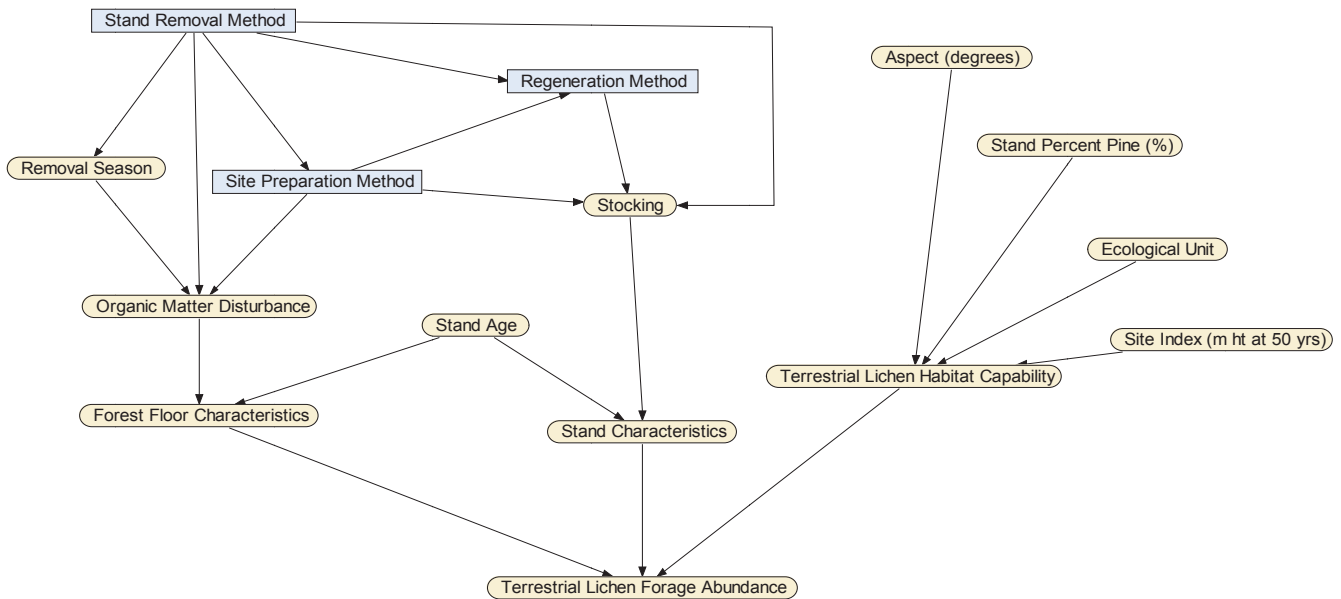 Stand Removal Method
Aspect (degrees)
Regeneration Method
Stand Percent Pine (%)
Removal Season
Site Preparation Method
Stocking
Ecological Unit
Organic Matter Disturbance
Stand Age
Site Index (m ht at 50 yrs)
Terrestrial Lichen Habitat Capability
Forest Floor Characteristics
Stand Characteristics
Terrestrial Lichen Forage Abundance